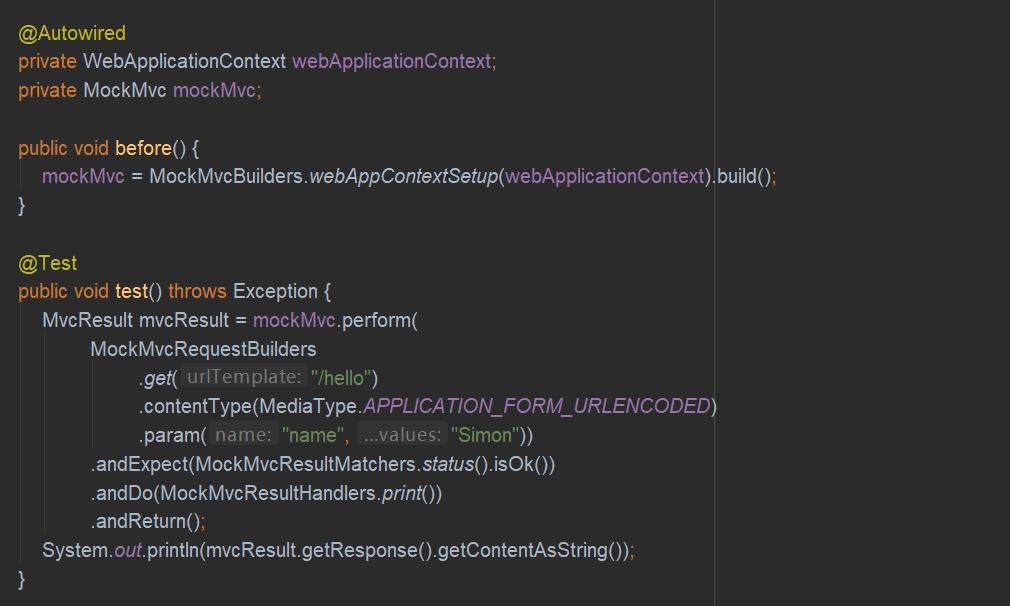 @Autowired
private WebApplicationContext webApplicationContext;
private MockMvc mockMvc;
public void before() {
mockMvc = MockMvcBuilders.webAppContextSetup(webApplicationContext).build();
}
@Test
public void test() throws Exception {
MvcResult mvcResult = mockMvc.perform(
MockMvcRequestBuilders
.get( urlTemplate: "/hello")
.contentType(MediaType.APPLICATION_FORM_URLENCODED)
.param( name: "name", ...values: "Simon"))
.andExpect(MockMvcResultMatchers.status().isOk())
.andDo(MockMvcResultHandlers.print())
.andReturn();
System.out.println(mvcResult.getResponse().getContentAsString());
}